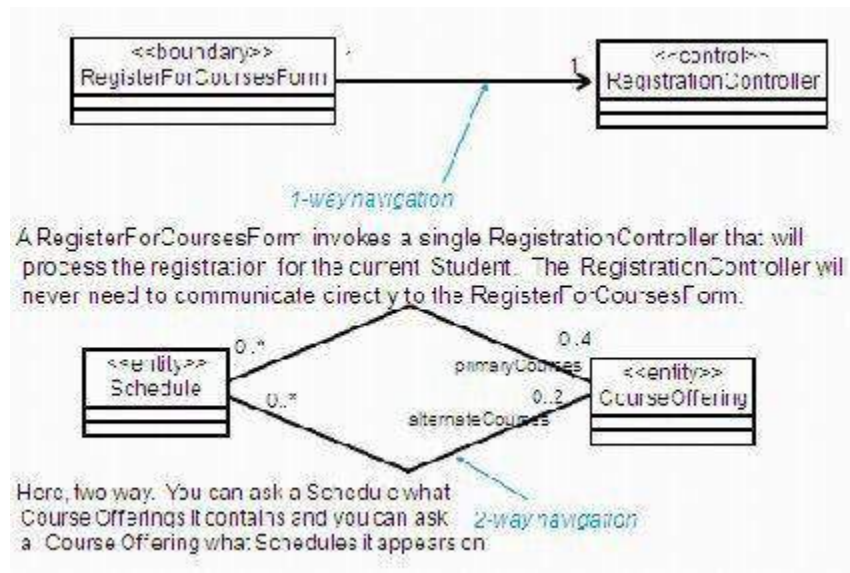 <<boundary>>
RegisterForCoursesForm
1
<<control>>
RegistrationController
1-way navigation
A RegisterForCoursesForm invokes a single RegistrationController that will
process the registration for the current Student. The RegistrationController will
never need to communicate directly to the RegisterForCoursesForm.
0..*
0..4
primaryCourses
<<entity>>
Schedule
<<entity>>
CourseOffering
0..*
0..2
alternateCourses
Here, two way. You can ask a Schedule what
Course Offerings it contains and you can ask
a Course Offering what Schedules it appears on
2-way navigation